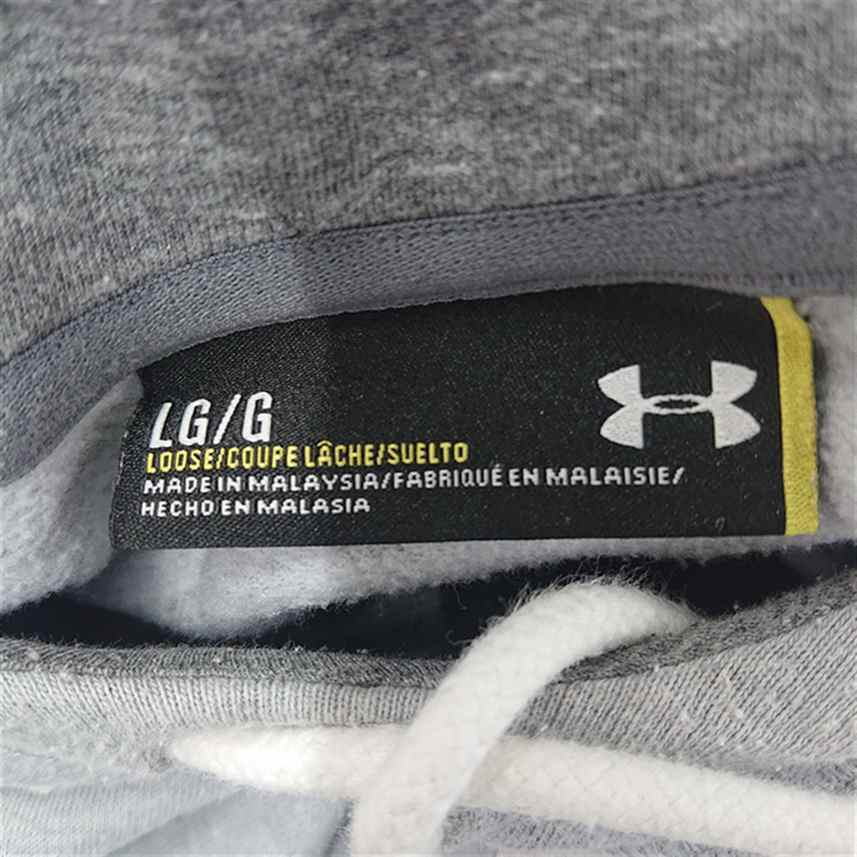 LG/G
LOOSE/COUPE LÂCHE/SUELTO
MADE IN MALAYSIA/FABRIQUÉ EN MALAISIE/
HECHO EN MALASIA